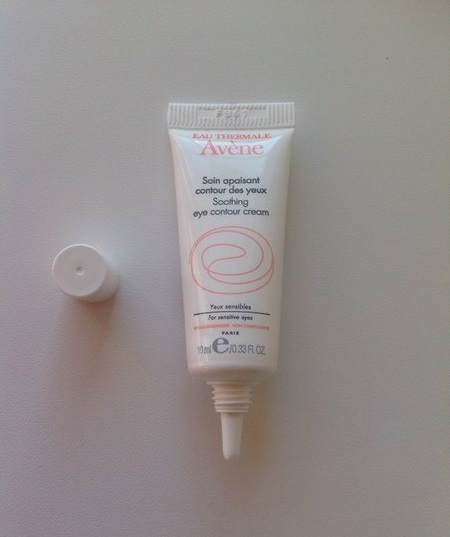 EAU THERMALE
Avène
Soin apaisant
contour des yeux
Soothing
eye contour cream
Yeux sensibles
For sensitive eyes
PARIS
10 ml e/0.33 FL.OZ.